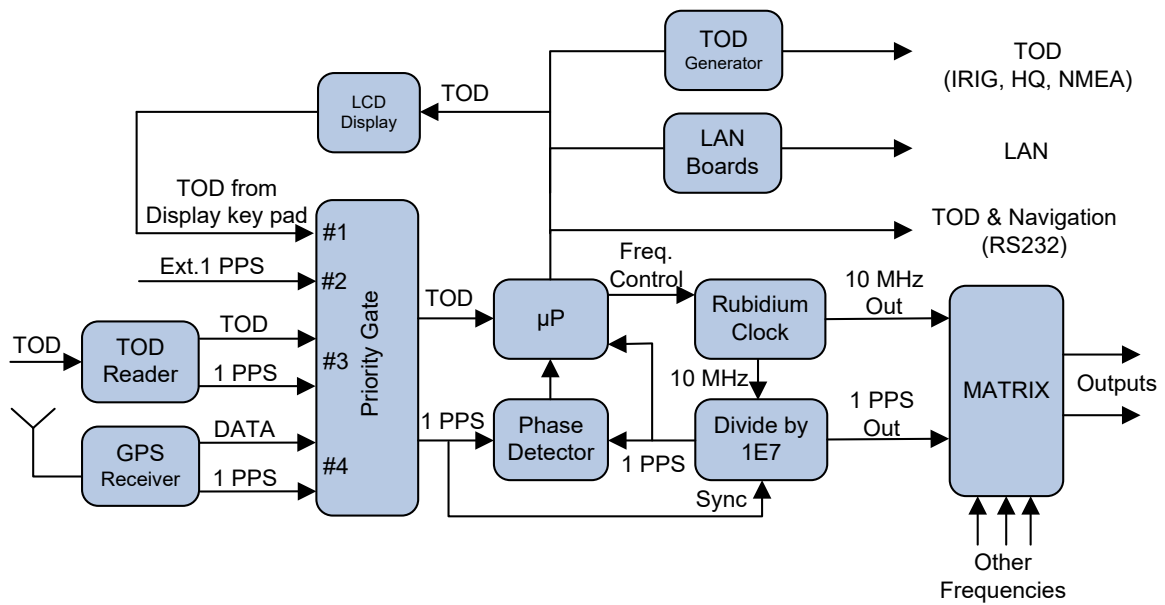 TOD
Generator
TOD
(IRIG, HQ, NMEA)
LCD
Display
TOD
LAN
Boards
LAN
TOD from
Display key pad
#1
TOD & Navigation
(RS232)
Ext.1 PPS
#2
TOD
µP
Freq.
Control
Rubidium
Clock
10 MHz
Out
TOD
TOD
Reader
TOD
1 PPS
#3
Priority Gate
10 MHz
MATRIX
Outputs
GPS
Receiver
DATA
1 PPS
#4
1 PPS
Phase
Detector
1 PPS
Divide by
1E7
1 PPS
Out
Sync
Other
Frequencies